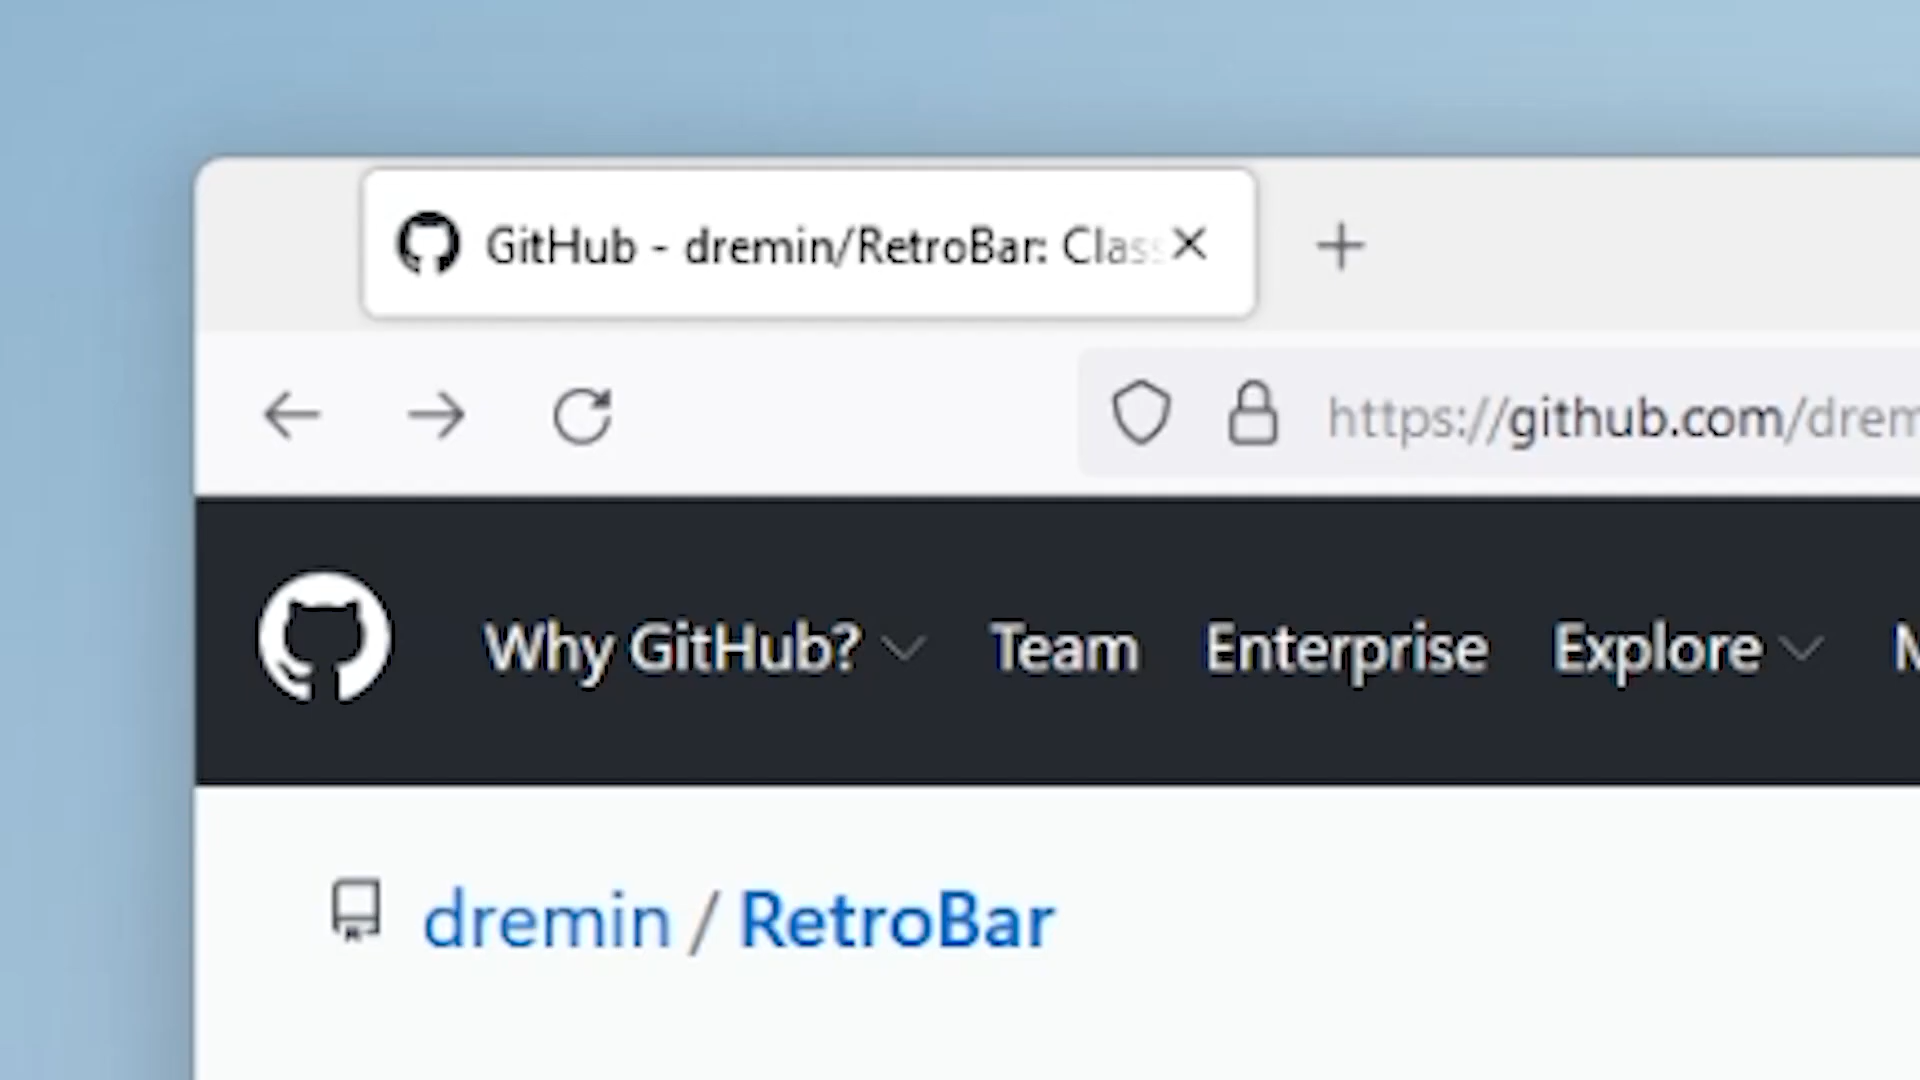 GitHub - dremin/RetroBar: Class
https://github.com/drem
Why GitHub? Team Enterprise Explore M
dremin / RetroBar